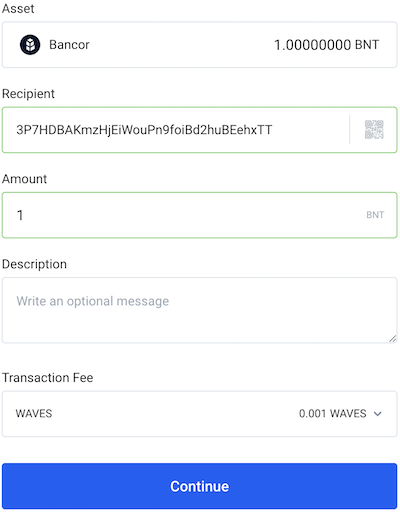 Asset
Bancor 1.00000000 BNT
Recipient
3P7HDBAKmzHjEiWouPn9foiBd2huBEehxTT
Amount
1 BNT
Description
Write an optional message
Transaction Fee
WAVES 0.001 WAVES
Continue